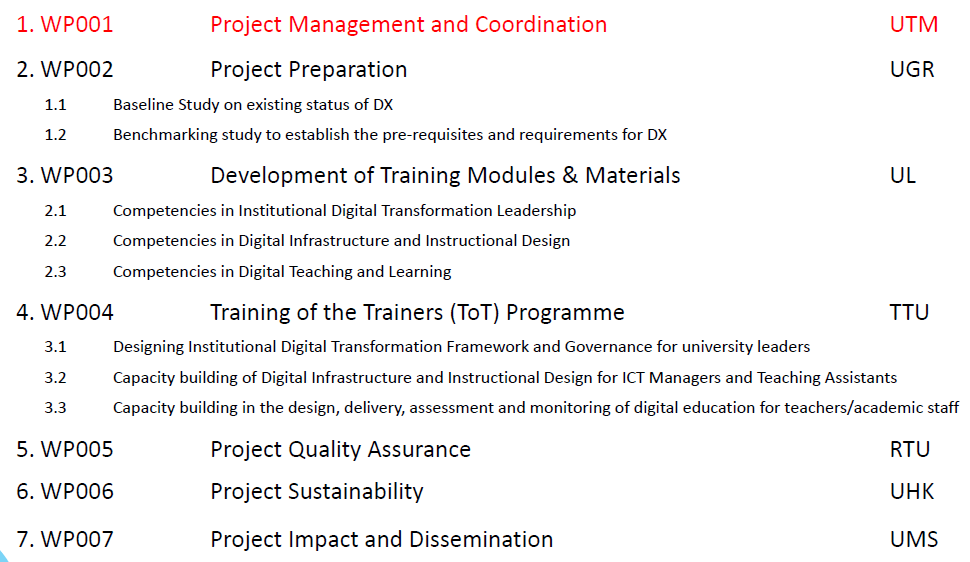 1. WP001 Project Management and Coordination UTM
2. WP002 Project Preparation UGR
1.1 Baseline Study on existing status of DX
1.2 Benchmarking study to establish the pre-requisites and requirements for DX
3. WP003 Development of Training Modules & Materials UL
2.1 Competencies in Institutional Digital Transformation Leadership
2.2 Competencies in Digital Infrastructure and Instructional Design
2.3 Competencies in Digital Teaching and Learning
4. WP004 Training of the Trainers (ToT) Programme TTU
3.1 Designing Institutional Digital Transformation Framework and Governance for university leaders
3.2 Capacity building of Digital Infrastructure and Instructional Design for ICT Managers and Teaching Assistants
3.3 Capacity building in the design, delivery, assessment and monitoring of digital education for teachers/academic staff
5. WP005 Project Quality Assurance RTU
6. WP006 Project Sustainability UHK
7. WP007 Project Impact and Dissemination UMS